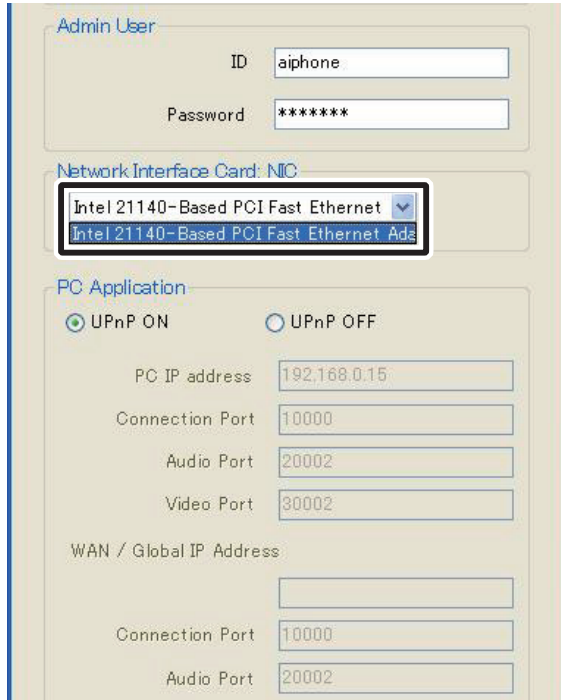 Admin User
ID aiphone
Password *******
Network Interface Card: NIC
Intel 21140-Based PCI Fast Ethernet
Intel 21140-Based PCI Fast Ethernet Ada
PC Application
UPnP ON UPnP OFF
PC IP address 192.168.0.15
Connection Port 10000
Audio Port 20002
Video Port 30002
WAN / Global IP Address
Connection Port 10000
Audio Port 20002